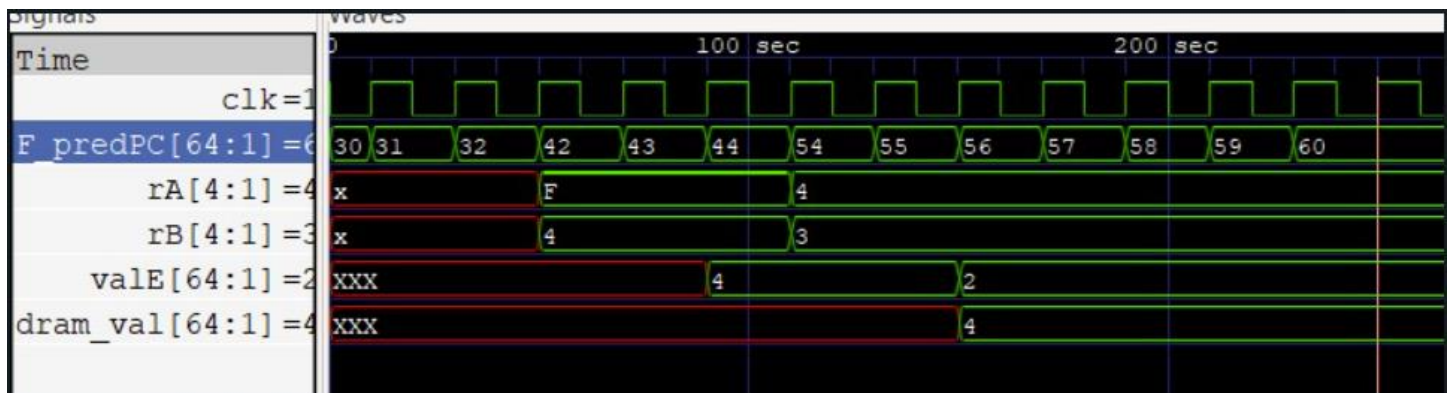 Signals Waves
Time 0 100 sec 200 sec
clk=1
F_predPC[64:1]=6 30 31 32 42 43 44 54 55 56 57 58 59 60
rA[4:1]=4 x F 4
rB[4:1]=3 x 4 3
valE[64:1]=2 XXX 4 2
dram_val[64:1]=4 XXX 4